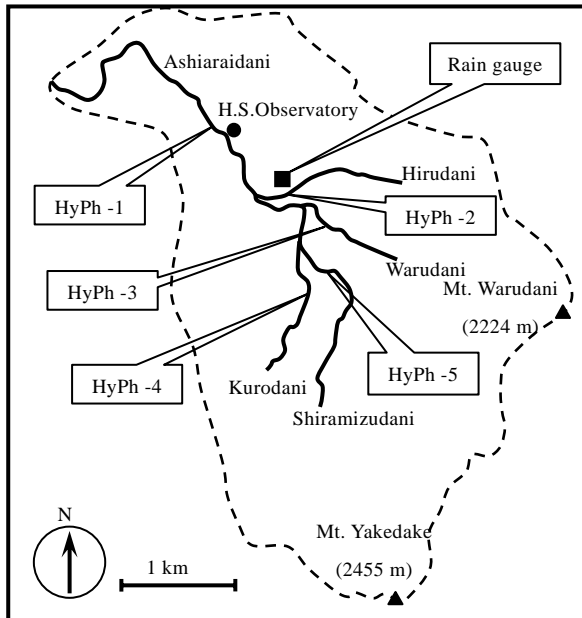 Ashiaraidani
Rain gauge
H.S.Observatory
Hirudani
HyPh -1
HyPh -2
Warudani
HyPh -3
Mt. Warudani
(2224 m)
HyPh -4
Kurodani
HyPh -5
Shiramizudani
N
Mt. Yakedake
1 km
(2455 m)